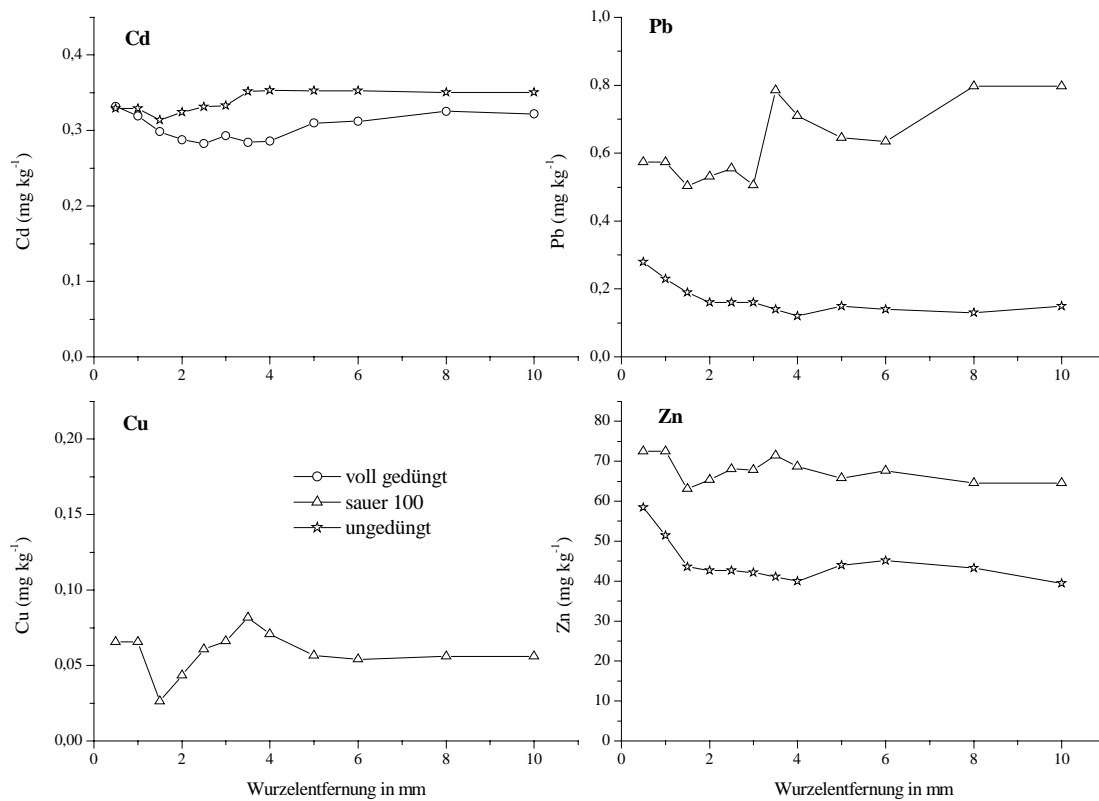 Cd
Cd (mg kg-1)
0,4
0,3
0,2
0,1
0,0
0 2 4 6 8 10
Pb
Pb (mg kg-1)
1,0
0,8
0,6
0,4
0,2
0,0
0 2 4 6 8 10
Cu
Cu (mg kg-1)
0,20
0,15
0,10
0,05
0,00
voll gedüngt
sauer 100
ungedüngt
0 2 4 6 8 10
Wurzelentfernung in mm
Zn
Zn (mg kg-1)
80
70
60
50
40
30
20
10
0
0 2 4 6 8 10
Wurzelentfernung in mm